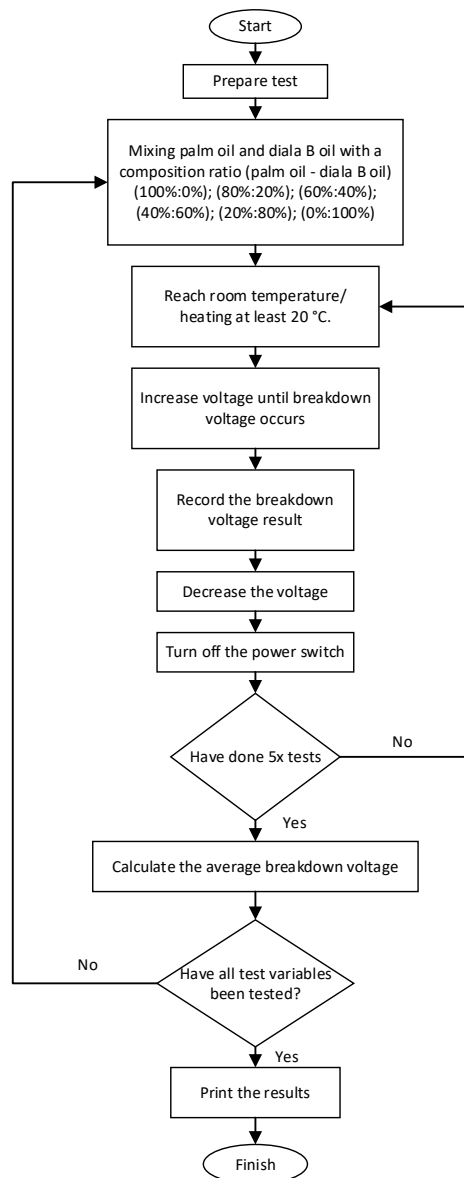 Start
Prepare test
Mixing palm oil and diala B oil with a
composition ratio (palm oil - diala B oil)
(100%:0%); (80%:20%); (60%:40%);
(40%:60%); (20%:80%); (0%:100%)
Reach room temperature/
heating at least 20 °C.
Increase voltage until breakdown
voltage occurs
Record the breakdown
voltage result
Decrease the voltage
Turn off the power switch
Have done 5x tests
No
Yes
Calculate the average breakdown voltage
No
Have all test variables
been tested?
Yes
Print the results
Finish